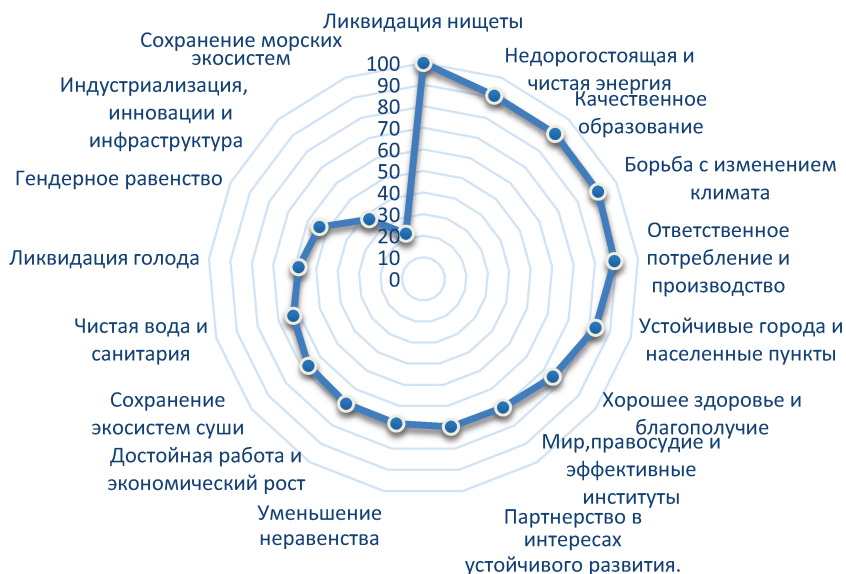 Ликвидация нищеты
Недорогостоящая и
чистая энергия
Качественное
образование
Борьба с изменением
климата
Ответственное
потребление и
производство
Устойчивые города и
населенные пункты
Хорошее здоровье и
благополучие
Мир,правосудие и
эффективные
институты
Партнерство в
интересах
устойчивого развития.
Уменьшение
неравенства
Достойная работа и
экономический рост
Сохранение
экосистем суши
Чистая вода и
санитария
Ликвидация голода
Гендерное равенство
Индустриализация,
инновации и
инфраструктура
Сохранение морских
экосистем
100
90
80
70
60
50
40
30
20
10
0